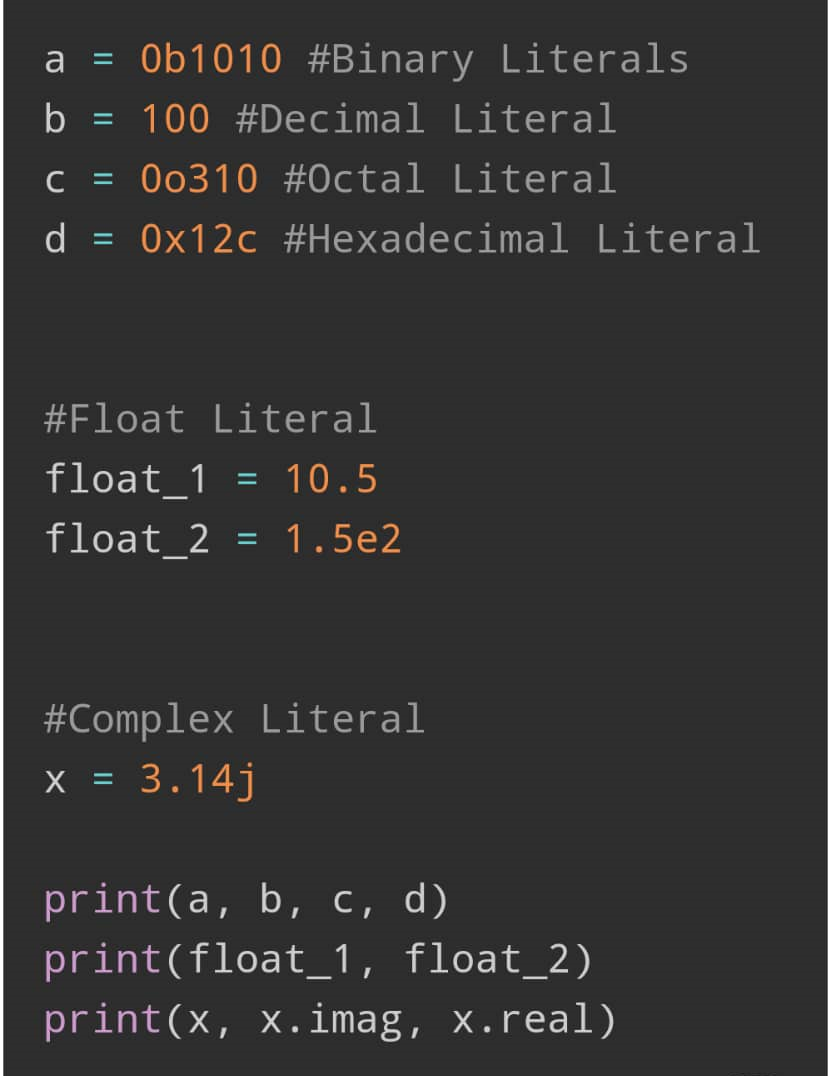 a = 0b1010 #Binary Literals
b = 100 #Decimal Literal
c = 0o310 #Octal Literal
d = 0x12c #Hexadecimal Literal
#Float Literal
float_1 = 10.5
float_2 = 1.5e2
#Complex Literal
x = 3.14j
print(a, b, c, d)
print(float_1, float_2)
print(x, x.imag, x.real)